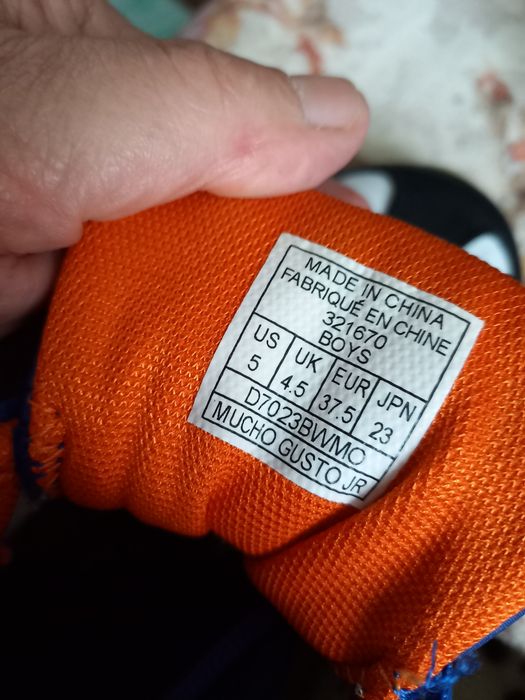 MADE IN CHINA
FABRIQUÉ EN CHINE
321670
BOYS
US UK EUR JPN
5 4.5 37.5 23
D7023BWMO
MUCHO GUSTO JR